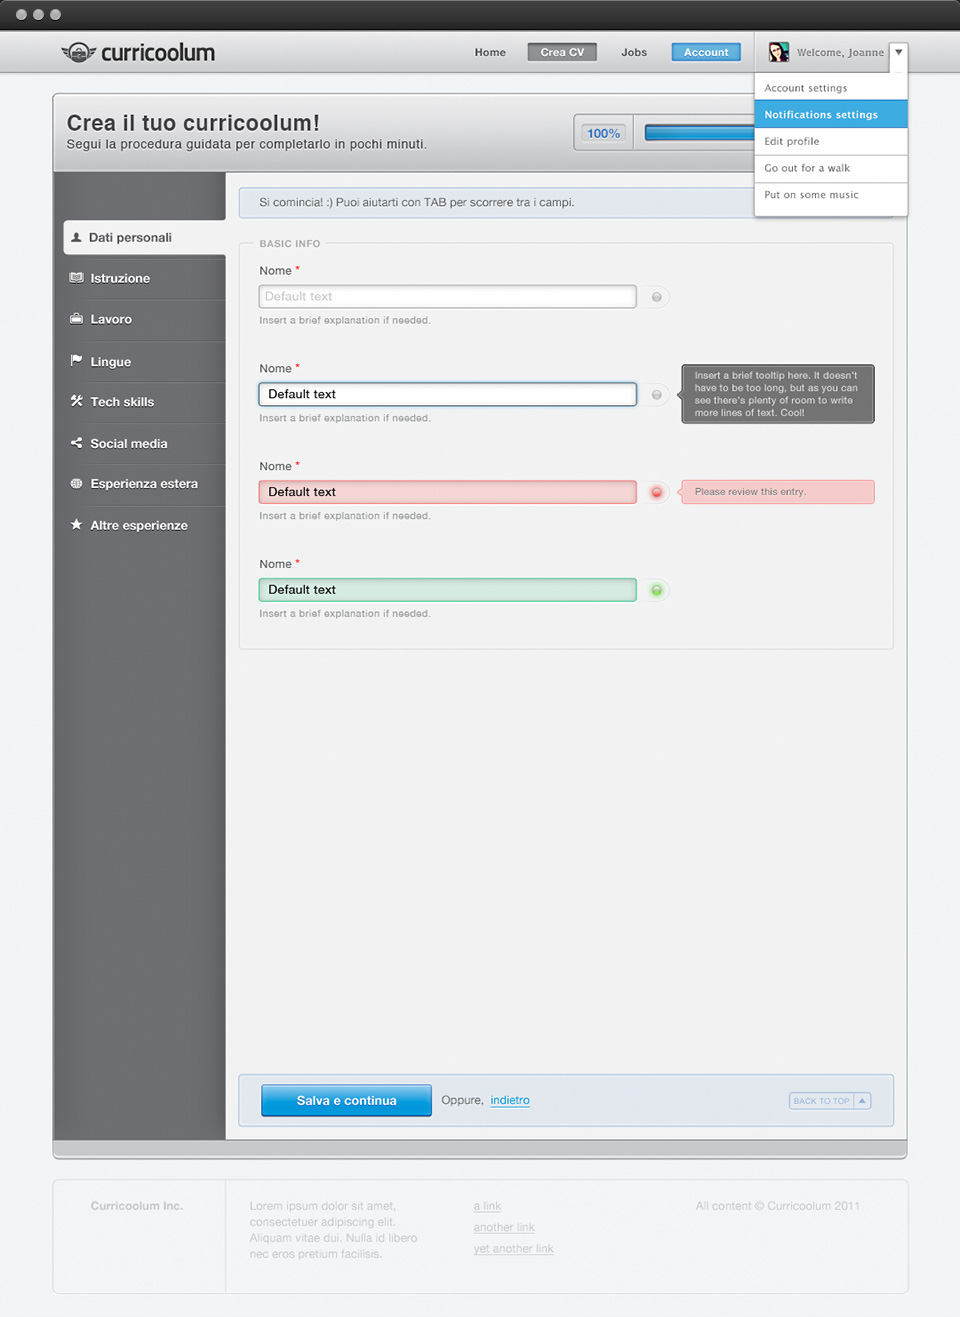 curricoolum
Home
Crea CV
Jobs
Account
Welcome, Joanne
Account settings
Notifications settings
Edit profile
Go out for a walk
Put on some music
Crea il tuo curricoolum!
Segui la procedura guidata per completarlo in pochi minuti.
100%
Dati personali
Istruzione
Lavoro
Lingue
Tech skills
Social media
Esperienza estera
Altre esperienze
Si comincia! :) Puoi aiutarti con TAB per scorrere tra i campi.
BASIC INFO
Nome *
Default text
Insert a brief explanation if needed.
Nome *
Default text
Insert a brief explanation if needed.
Insert a brief tooltip here. It doesn't
have to be too long, but as you can
see there's plenty of room to write
more lines of text. Cool!
Nome *
Default text
Insert a brief explanation if needed.
Please review this entry.
Nome *
Default text
Insert a brief explanation if needed.
Salva e continua
Oppure, indietro
BACK TO TOP
Curricoolum Inc.
Lorem ipsum dolor sit amet,
consectetuer adipiscing elit.
Aliquam vitae dui. Nulla id libero
nec eros pretium facilisis.
a link
another link
yet another link
All content © Curricoolum 2011